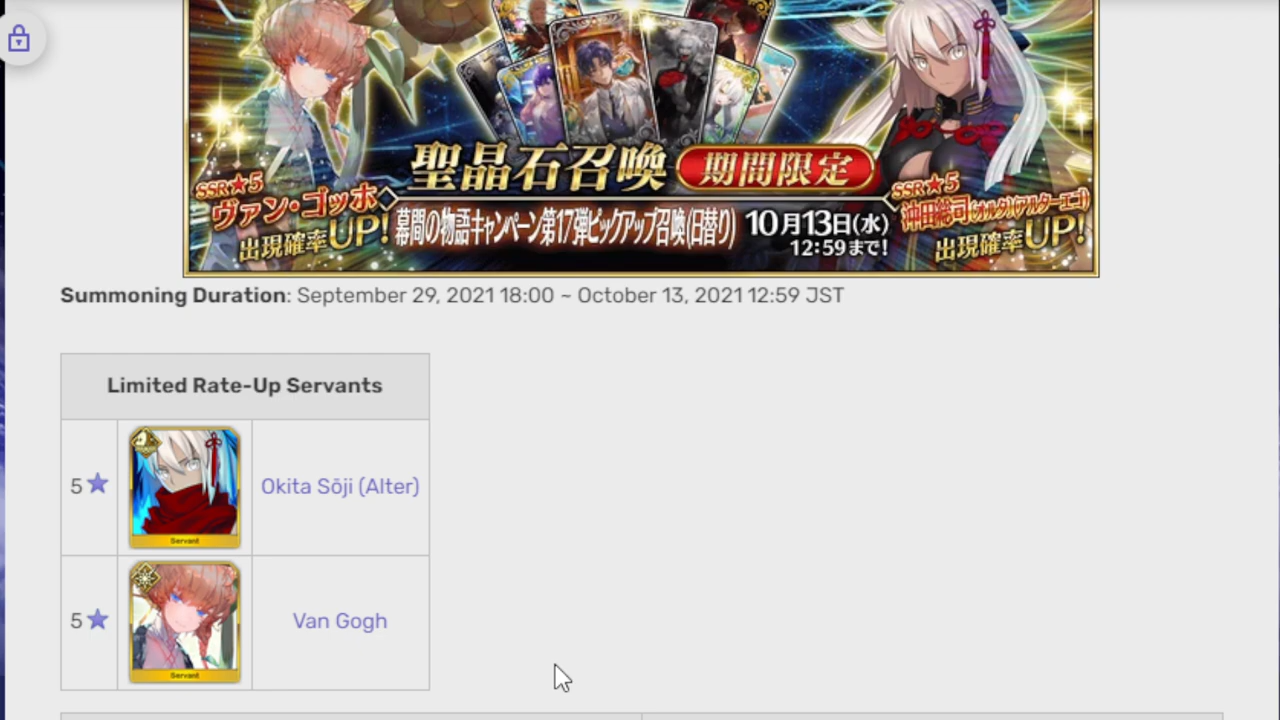 聖晶石召喚 期間限定
SSR★5
ヴァン・ゴッホ
出現確率UP!
幕間の物語キャンペーン第17弾ピックアップ召喚(日替り)
10月13日(水)
12:59まで!
SSR★5
沖田総司(オルタ)(アルターエゴ)
出現確率UP!
Summoning Duration: September 29, 2021 18:00 ~ October 13, 2021 12:59 JST
Limited Rate-Up Servants
5★ Okita Sōji (Alter)
Servant
5★ Van Gogh
Servant